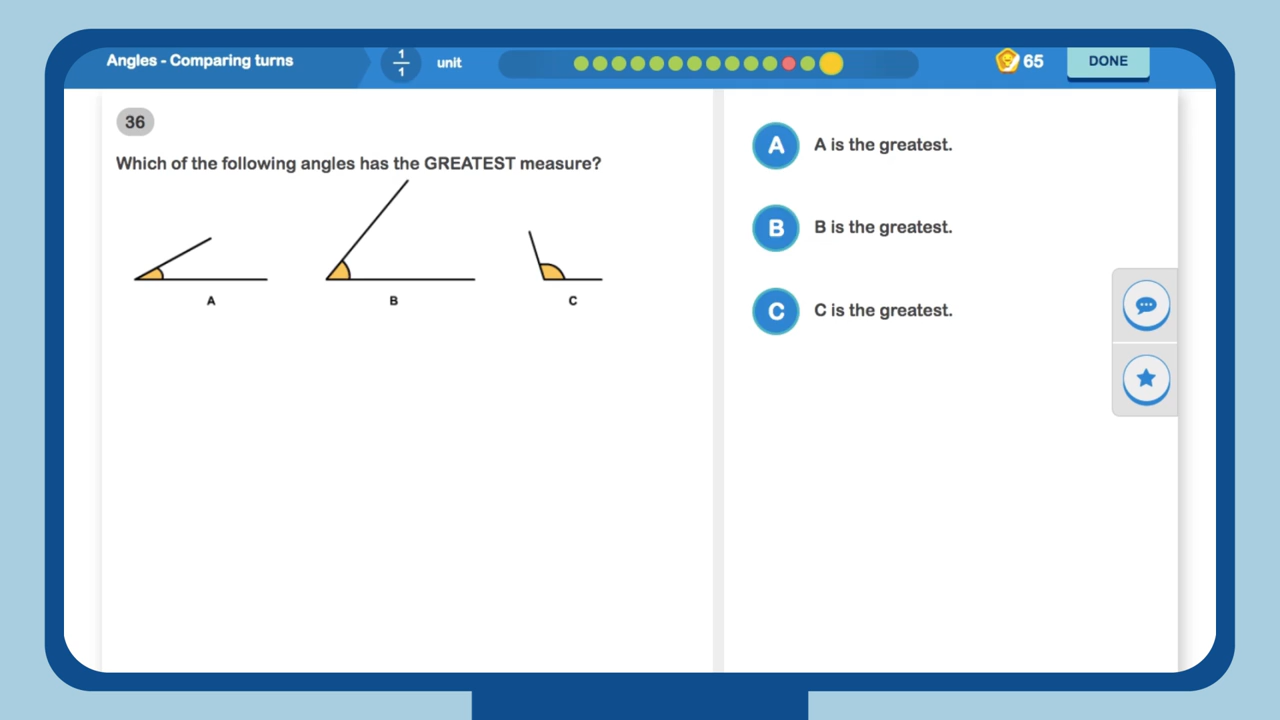 Angles - Comparing turns
1
1
unit
65
DONE
36
Which of the following angles has the GREATEST measure?
A
B
C
A
A is the greatest.
B
B is the greatest.
C
C is the greatest.